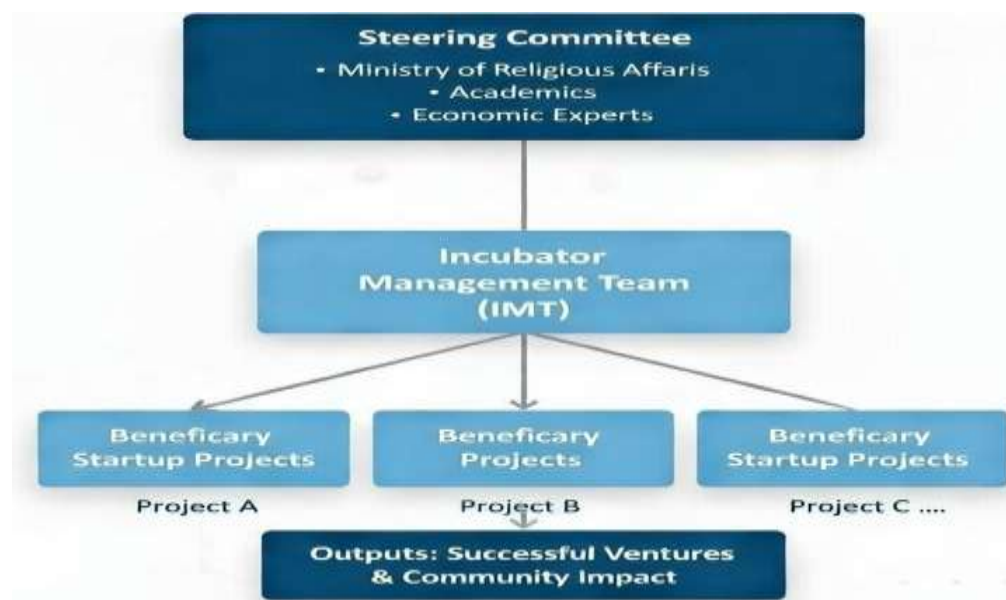 Steering Committee
• Ministry of Religious Affaris
• Academics
• Economic Experts
Incubator
Management Team
(IMT)
Beneficary
Startup Projects
Project A
Beneficary
Projects
Project B
Beneficary
Startup Projects
Project C ....
Outputs: Successful Ventures
& Community Impact